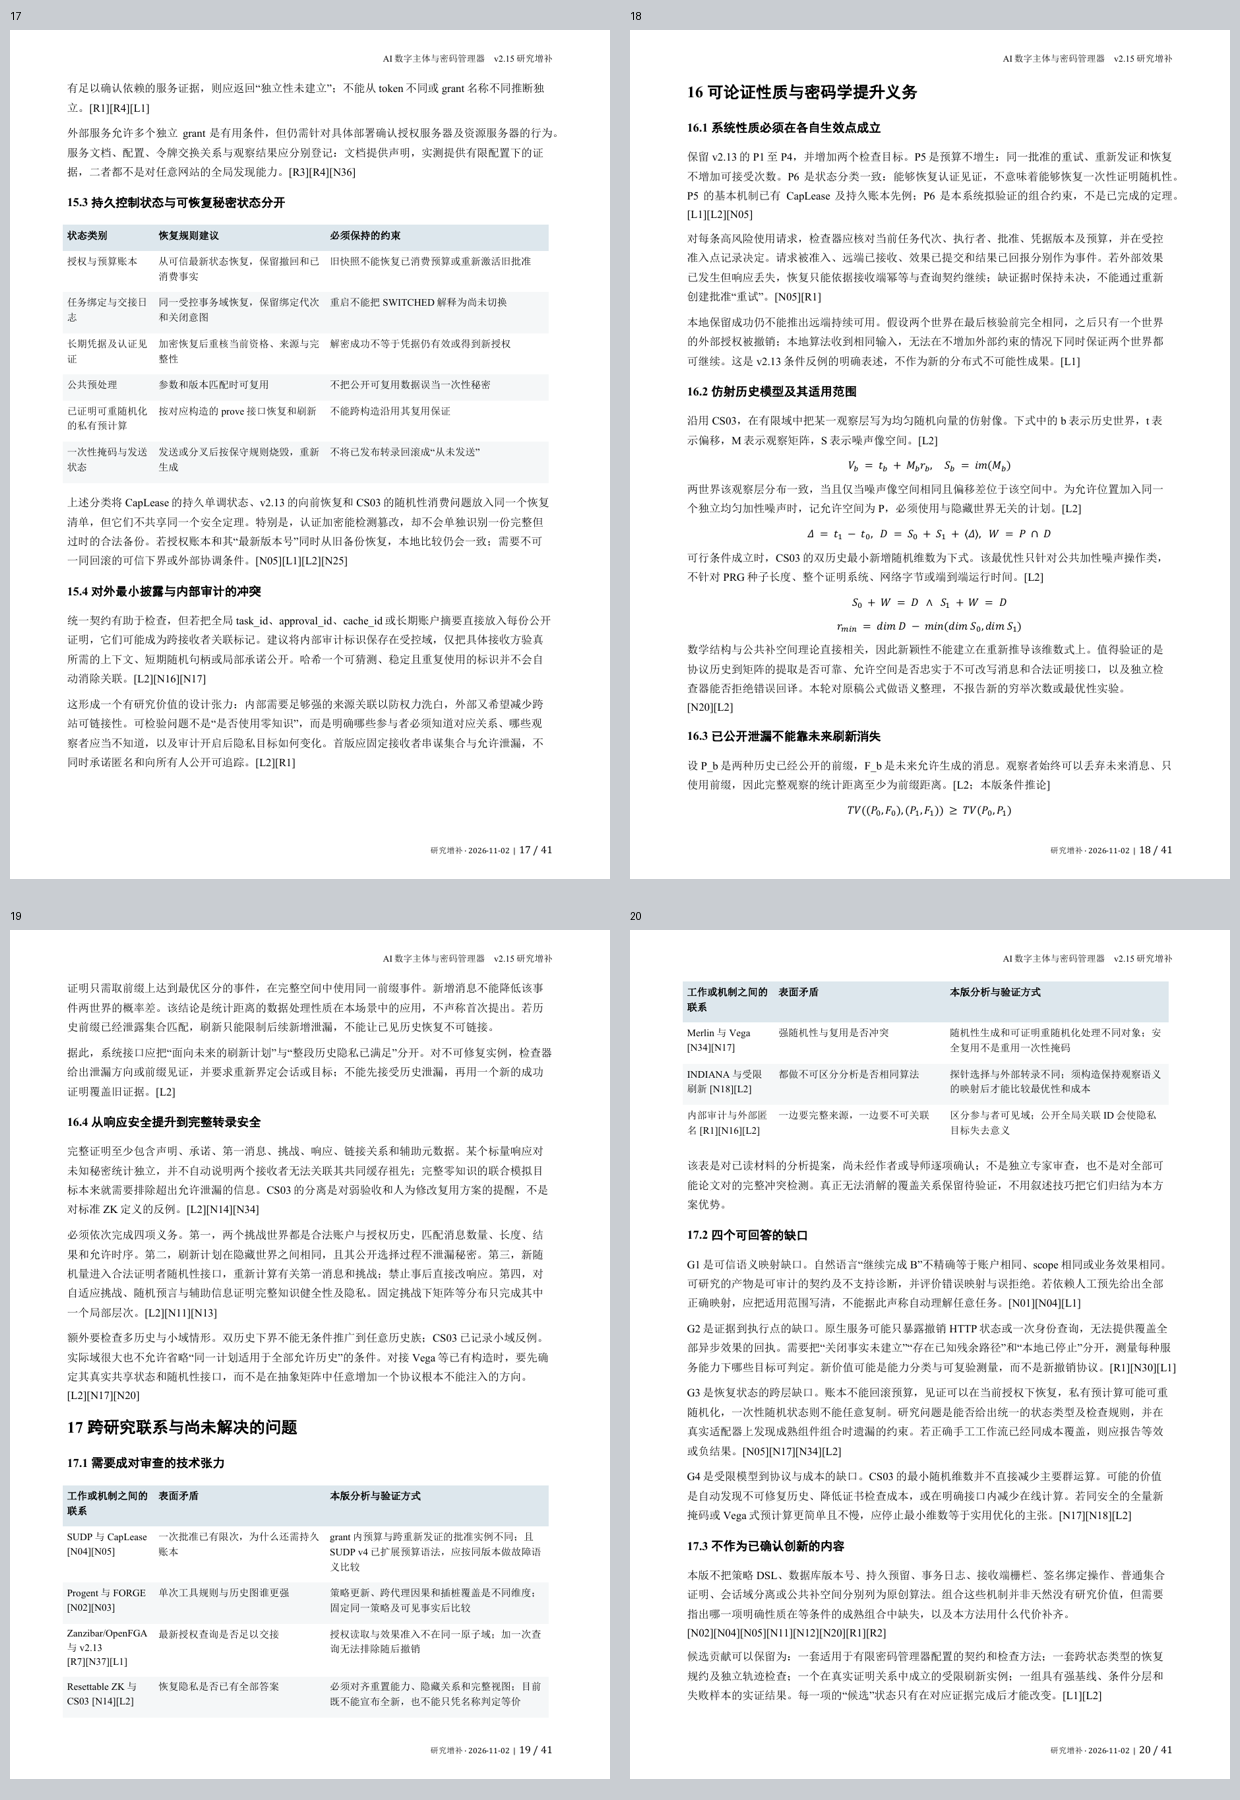 17
AI 数字主体与密码管理器 v2.15 研究增补
有足以确认依赖的服务证据，则应返回“独立性未建立”；不能从 token 不同或 grant 名称不同推断独
立。[R1][R4][L1]
外部服务允许多个独立 grant 是有用条件，但仍需针对具体部署确认授权服务器及资源服务器的行为。
服务文档、配置、令牌交换关系与观察结果应分别登记：文档提供声明，实测提供有限配置下的证
据，二者都不是对任意网站的全局发现能力。[R3][R4][N36]
15.3 持久控制状态与可恢复秘密状态分开
状态类别 恢复规则建议 必须保持的约束
授权与预算账本 从可信最新状态恢复，保留撤回和已 旧快照不能恢复已消费预算或重新激活旧批准
消费事实
任务绑定与交接日 同一受控事务域恢复，保留绑定代次 重启不能把 SWITCHED 解释为尚未切换
志 和关闭意图
长期凭据及认证见 加密恢复后重核当前资格、来源与完 解密成功不等于凭据仍有效或得到新授权
证 整性
公共预处理 参数和版本匹配时可复用 不把公开可复用数据误当一次性秘密
已证明可重随机化 按对应构造的 prove 接口恢复和刷新 不能跨构造沿用其复用保证
的私有预计算
一次性掩码与发送 发送或分叉后按保守规则烧毁，重新 不将已发布转录回滚成“从未发送”
状态 生成
上述分类将 CapLease 的持久单调状态、v2.13 的向前恢复和 CS03 的随机性消费问题放入同一个恢复
清单，但它们不共享同一个安全定理。特别是，认证加密能检测篡改，却不会单独识别一份完整但
过时的合法备份。若授权账本和其“最新版本号”同时从旧备份恢复，本地比较仍会一致；需要不可
一同回滚的可信下界或外部协调条件。[N05][L1][L2][N25]
15.4 对外最小披露与内部审计的冲突
统一契约有助于检查，但若把全局 task_id、approval_id、cache_id 或长期账户摘要直接放入每份公开
证明，它们可能成为跨接收者关联标记。建议将内部审计标识保存在受控域，仅把具体接收方验真
所需的上下文、短期随机句柄或局部承诺公开。哈希一个可猜测、稳定且重复使用的标识并不会自
动消除关联。[L2][N16][N17]
这形成一个有研究价值的设计张力：内部需要足够强的来源关联以防权力洗白，外部又希望减少跨
站可链接性。可检验问题不是“是否使用零知识”，而是明确哪些参与者必须知道对应关系、哪些观
察者应当不知道，以及审计开启后隐私目标如何变化。首版应固定接收者串谋集合与允许泄漏，不
同时承诺匿名和向所有人公开可追踪。[L2][R1]
研究增补 · 2026-11-02 | 17 / 41
18
AI 数字主体与密码管理器 v2.15 研究增补
16 可论证性质与密码学提升义务
16.1 系统性质必须在各自生效点成立
保留 v2.13 的 P1 至 P4，并增加两个检查目标。P5 是预算不增生：同一批准的重试、重新发证和恢复
不增加可接受次数。P6 是状态分类一致：能够恢复认证见证，不意味着能够恢复一次性证明随机性。
P5 的基本机制已有 CapLease 及持久账本先例；P6 是本系统拟验证的组合约束，不是已完成的定理。
[L1][L2][N05]
对每条高风险使用请求，检查器应核对当前任务代次、执行者、批准、凭据版本及预算，并在受控
准入点记录决定。请求被准入、远端已接收、效果已提交和结果已回报分别作为事件。若外部效果
已发生但响应丢失，恢复只能依据接收端幂等与查询契约继续；缺证据时保持未决，不能通过重新
创建批准“重试”。[N05][R1]
本地保留成功仍不能推出远端持续可用。假设两个世界在最后核验前完全相同，之后只有一个世界
的外部授权被撤销；本地算法收到相同输入，无法在不增加外部约束的情况下同时保证两个世界都
可继续。这是 v2.13 条件反例的明确表述，不作为新的分布式不可能性成果。[L1]
16.2 仿射历史模型及其适用范围
沿用 CS03，在有限域中把某一观察层写为均匀随机向量的仿射像。下式中的 b 表示历史世界，t 表
示偏移，M 表示观察矩阵，S 表示噪声像空间。[L2]
V_b = t_b + M_b r_b, S_b = im(M_b)
两世界该观察层分布一致，当且仅当噪声像空间相同且偏移差位于该空间中。为允许位置加入同一
个独立均匀加性噪声时，记允许空间为 P，必须使用与隐藏世界无关的计划。[L2]
Δ = t₁ − t₀, D = S₀ + S₁ + ⟨Δ⟩, W = P ∩ D
可行条件成立时，CS03 的双历史最小新增随机维数为下式。该最优性只针对公共加性噪声操作类，
不针对 PRG 种子长度、整个证明系统、网络字节或端到端运行时间。[L2]
S₀ + W = D ∧ S₁ + W = D
r_min = dim D − min(dim S₀, dim S₁)
数学结构与公共补空间理论直接相关，因此新颖性不能建立在重新推导该维数式上。值得验证的是
协议历史到矩阵的提取是否可靠、允许空间是否忠实于不可改写消息和合法证明接口，以及独立检
查器能否拒绝错误回译。本轮对原稿公式做语义整理，不报告新的穷举次数或最优性实验。
[N20][L2]
16.3 已公开泄漏不能靠未来刷新消失
设 P_b 是两种历史已经公开的前缀，F_b 是未来允许生成的消息。观察者始终可以丢弃未来消息、只
使用前缀，因此完整观察的统计距离至少为前缀距离。[L2；本版条件推论]
TV((P₀,F₀),(P₁,F₁)) ≥ TV(P₀,P₁)
研究增补 · 2026-11-02 | 18 / 41
19
AI 数字主体与密码管理器 v2.15 研究增补
证明只需取前缀上达到最优区分的事件，在完整空间中使用同一前缀事件。新增消息不能降低该事
件两世界的概率差。该结论是统计距离的数据处理性质在本场景中的应用，不声称首次提出。若历
史前缀已经泄露集合匹配，刷新只能限制后续新增泄漏，不能让已见历史恢复不可链接。
据此，系统接口应把“面向未来的刷新计划”与“整段历史隐私已满足”分开。对不可修复实例，检查器
给出泄漏方向或前缀见证，并要求重新界定会话或目标；不能先接受历史泄漏，再用一个新的成功
证明覆盖旧证据。[L2]
16.4 从响应安全提升到完整转录安全
完整证明至少包含声明、承诺、第一消息、挑战、响应、链接关系和辅助元数据。某个标量响应对
未知秘密统计独立，并不自动说明两个接收者无法关联其共同缓存祖先；完整零知识的联合模拟目
标本来就需要排除超出允许泄漏的信息。CS03 的分离是对弱验收和人为修改复用方案的提醒，不是
对标准 ZK 定义的反例。[L2][N14][N34]
必须依次完成四项义务。第一，两个挑战世界都是合法账户与授权历史，匹配消息数量、长度、结
果和允许时序。第二，刷新计划在隐藏世界之间相同，且其公开选择过程不泄漏秘密。第三，新随
机量进入合法证明者随机性接口，重新计算有关第一消息和挑战；禁止事后直接改响应。第四，对
自适应挑战、随机预言与辅助信息证明完整知识健全性及隐私。固定挑战下矩阵等分布只完成其中
一个局部层次。[L2][N11][N13]
额外要检查多历史与小域情形。双历史下界不能无条件推广到任意历史族；CS03 已记录小域反例。
实际域很大也不允许省略“同一计划适用于全部允许历史”的条件。对接 Vega 等已有构造时，要先确
定其真实共享状态和随机性接口，而不是在抽象矩阵中任意增加一个协议根本不能注入的方向。
[L2][N17][N20]
17 跨研究联系与尚未解决的问题
17.1 需要成对审查的技术张力
工作或机制之间的 表面矛盾 本版分析与验证方式
联系
SUDP 与 CapLease 一次批准已有限次，为什么还需持久 grant 内预算与跨重新发证的批准实例不同；且
[N04][N05] 账本 SUDP v4 已扩展预算语法，应按同版本做故障语
义比较
Progent 与 FORGE 单次工具规则与历史图谁更强 策略更新、跨代理因果和插桩覆盖是不同维度；
[N02][N03] 固定同一策略及可见事实后比较
Zanzibar/OpenFGA 最新授权查询是否足以交接 授权读取与效果准入不在同一原子域；加一次查
与 v2.13 询仍无法排除随后撤销
[R7][N37][L1]
Resettable ZK 与 恢复隐私是否已有全部答案 必须对齐重置能力、隐藏关系和完整视图；目前
CS03 [N14][L2] 既不能宣布全新，也不能只凭名称判定等价
研究增补 · 2026-11-02 | 19 / 41
20
AI 数字主体与密码管理器 v2.15 研究增补
工作或机制之间的 表面矛盾 本版分析与验证方式
联系
Merlin 与 Vega 强随机性与复用是否冲突 随机性生成和可证明重随机化处理不同对象；安
[N34][N17] 全复用不是重用一次性掩码
INDIANA 与受限 都做不可区分分析是否相同算法 探针选择与外部转录不同；须构造保持观察语义
刷新 [N18][L2] 的映射后才能比较最优性和成本
内部审计与外部匿 一边要完整来源，一边要不可关联 区分参与者可见域；公开全局关联 ID 会使隐私
名 [R1][N16][L2] 目标失去意义
该表是对已读材料的分析提案，尚未经作者或导师逐项确认；不是独立专家审查，也不是对全部可
能论文对的完整冲突检测。真正无法消解的覆盖关系保留待验证，不用叙述技巧把它们归结为本方
案优势。
17.2 四个可回答的缺口
G1 是可信语义映射缺口。自然语言“继续完成 B”不精确等于账户相同、scope 相同或业务效果相同。
可研究的产物是可审计的契约及不支持诊断，并评价错误映射与误拒绝。若依赖人工预先给出全部
正确映射，应把适用范围写清，不能据此声称自动理解任意任务。[N01][N04][L1]
G2 是证据到执行点的缺口。原生服务可能只暴露撤销 HTTP 状态或一次身份查询，无法提供覆盖全
部异步效果的回执。需要把“关闭事实未建立”“存在已知残余路径”和“本地已停止”分开，测量每种服
务能力下哪些目标可判定。新价值可能是能力分类与可复验测量，而不是新撤销协议。[R1][N30][L1]
G3 是恢复状态的跨层缺口。账本不能回滚预算，见证可以在当前授权下恢复，私有预计算可能可重
随机化，一次性随机状态则不能任意复制。研究问题是能否给出统一的状态类型及检查规则，并在
真实适配器上发现成熟组件组合时遗漏的约束。若正确手工工作流已经同成本覆盖，则应报告等效
或负结果。[N05][N17][N34][L2]
G4 是受限模型到协议与成本的缺口。CS03 的最小随机维数并不直接减少主要群运算。可能的价值
是自动发现不可修复历史、降低证书检查成本，或在明确接口内减少在线计算。若同安全的全量新
掩码或 Vega 式预计算更简单且不慢，应停止最小维数等于实用优化的主张。[N17][N18][L2]
17.3 不作为已确认创新的内容
本版不把策略 DSL、数据库版本号、持久预留、事务日志、接收端栅栏、签名绑定操作、普通集合
证明、会话域分离或公共补空间分别列为原创算法。组合这些机制并非天然没有研究价值，但需要
指出哪一项明确性质在等条件的成熟组合中缺失，以及本方法用什么代价补齐。
[N02][N04][N05][N11][N12][N20][R1][R2]
候选贡献可以保留为：一套适用于有限密码管理器配置的契约和检查方法；一套跨状态类型的恢复
规约及独立轨迹检查；一个在真实证明关系中成立的受限刷新实例；一组具有强基线、条件分层和
失败样本的实证结果。每一项的“候选”状态只有在对应证据完成后才能改变。[L1][L2]
研究增补 · 2026-11-02 | 20 / 41